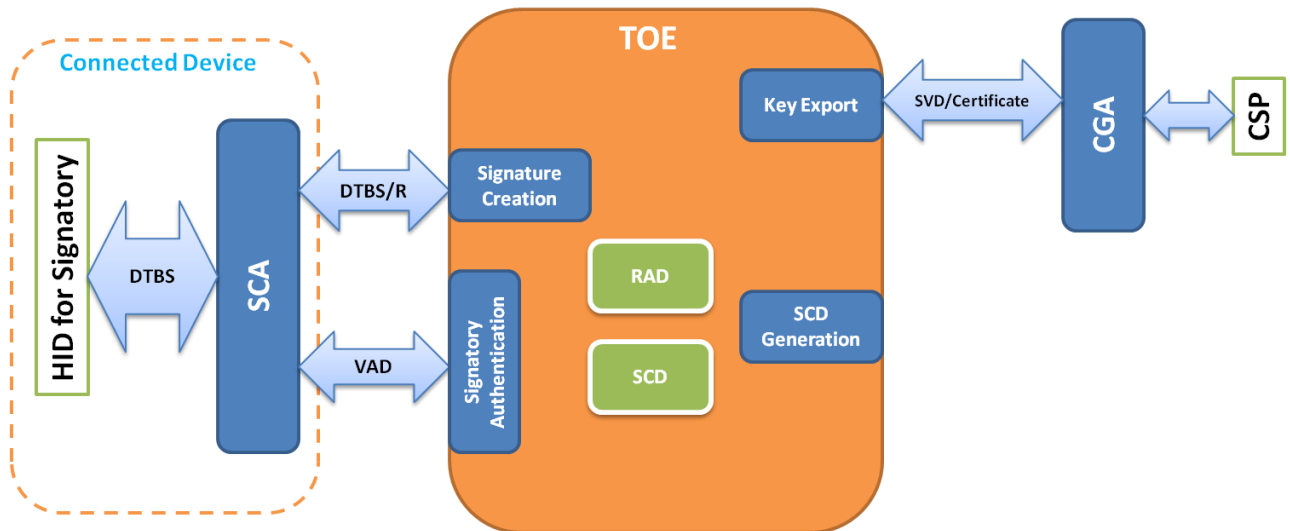 Connected Device
HID for Signatory
DTBS
SCA
DTBS/R
VAD
TOE
Signature
Creation
Signatory
Authentication
RAD
SCD
Key Export
SCD
Generation
SVD/Certificate
CGA
CSP